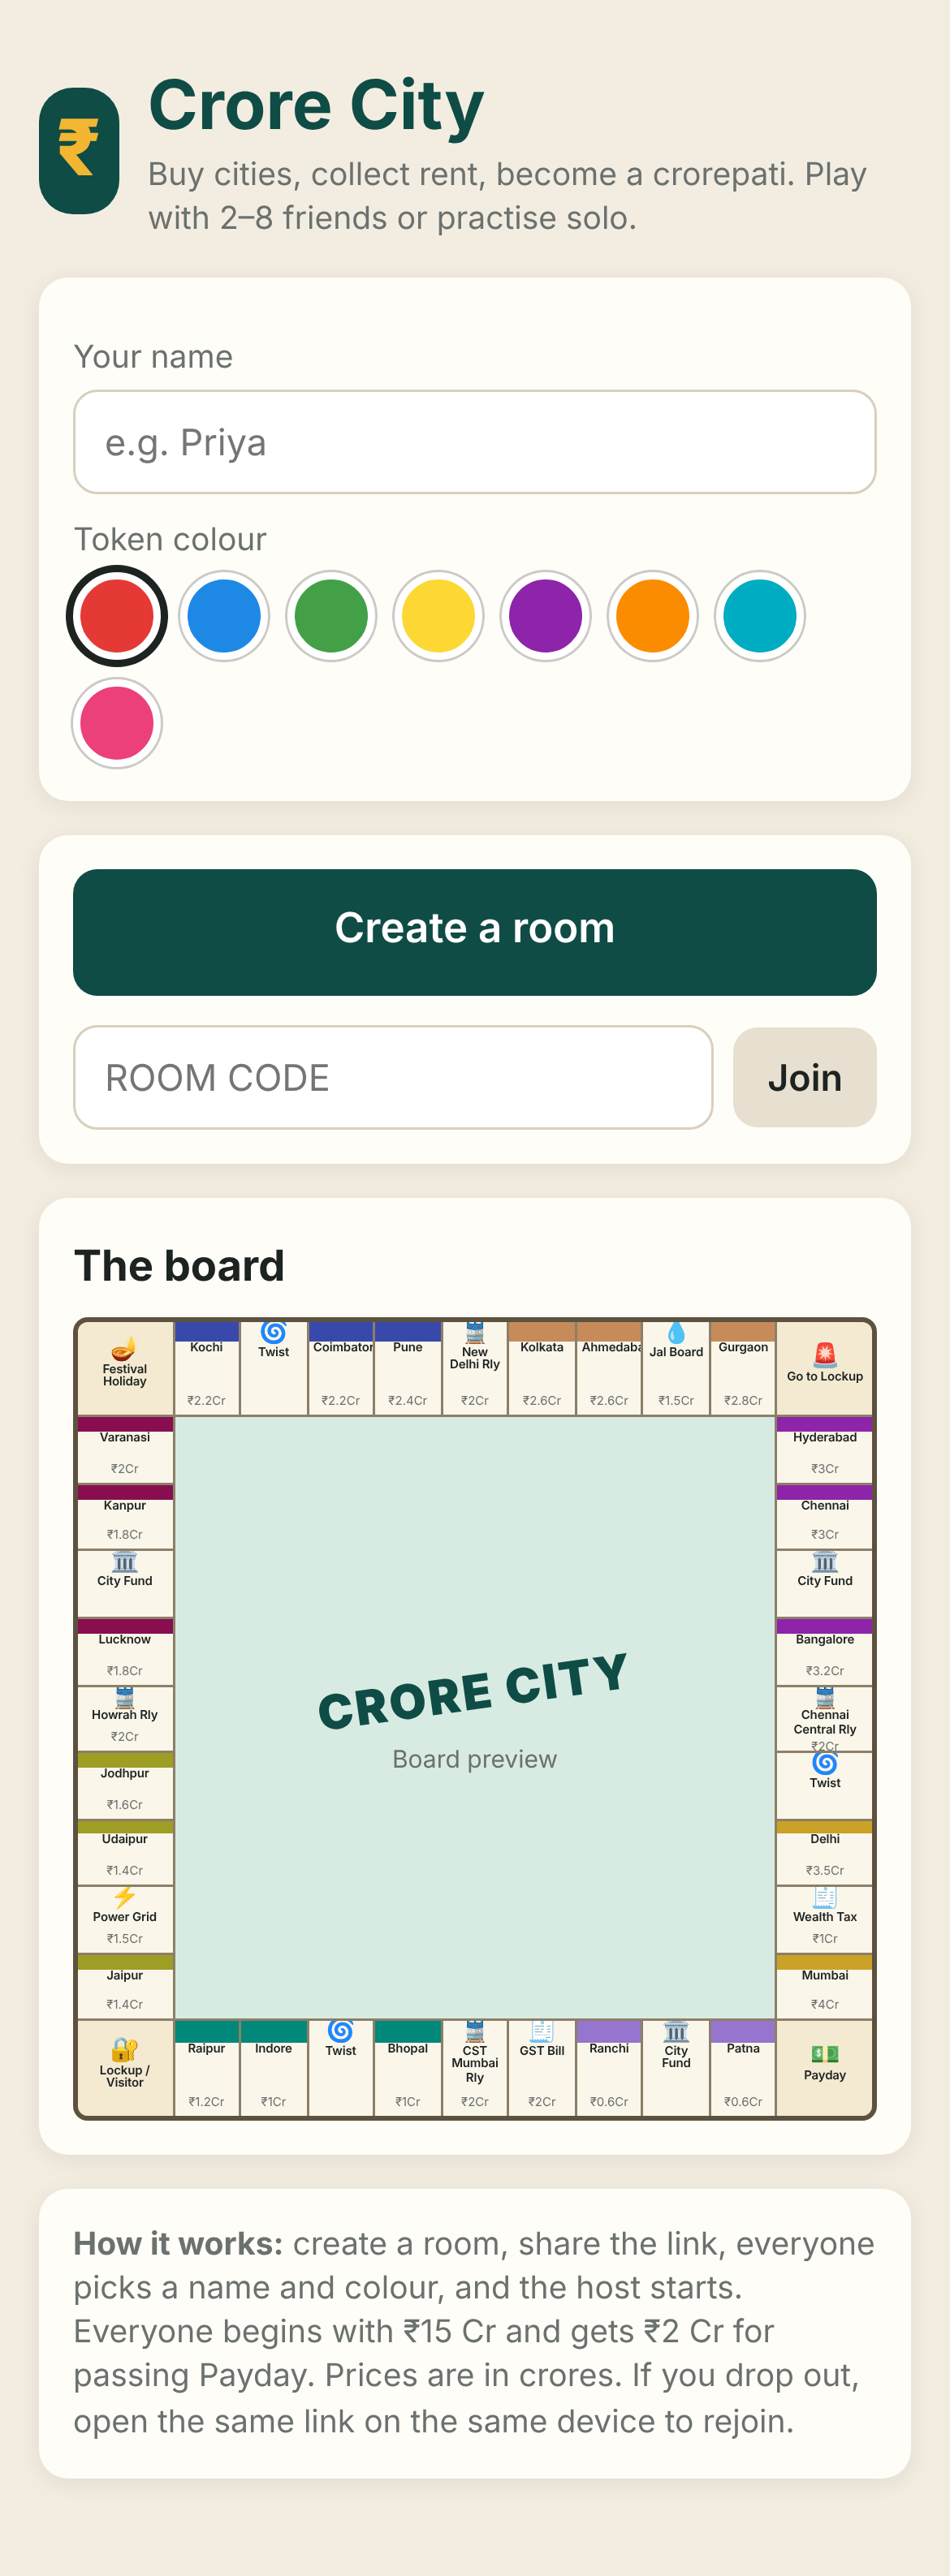 ₹
Crore City
Buy cities, collect rent, become a crorepati. Play
with 2–8 friends or practise solo.
Your name
e.g. Priya
Token colour
Create a room
ROOM CODE
Join
The board
Festival
Holiday
Kochi
₹2.2Cr
Twist
Coimbator
₹2.2Cr
Pune
₹2.4Cr
New
Delhi Rly
₹2Cr
Kolkata
₹2.6Cr
Ahmedaba
₹2.6Cr
Jal Board
₹1.5Cr
Gurgaon
₹2.8Cr
Go to Lockup
Varanasi
₹2Cr
Hyderabad
₹3Cr
Kanpur
₹1.8Cr
Chennai
₹3Cr
City Fund
City Fund
Lucknow
₹1.8Cr
Bangalore
₹3.2Cr
Howrah Rly
₹2Cr
Chennai
Central Rly
₹2Cr
Jodhpur
₹1.6Cr
Twist
Udaipur
₹1.4Cr
Delhi
₹3.5Cr
Power Grid
₹1.5Cr
Wealth Tax
₹1Cr
Jaipur
₹1.4Cr
Mumbai
₹4Cr
CRORE CITY
Board preview
Lockup /
Visitor
Raipur
₹1.2Cr
Indore
₹1Cr
Twist
Bhopal
₹1Cr
CST
Mumbai
Rly
₹2Cr
GST Bill
₹2Cr
Ranchi
₹0.6Cr
City
Fund
Patna
₹0.6Cr
Payday
How it works: create a room, share the link, everyone
picks a name and colour, and the host starts.
Everyone begins with ₹15 Cr and gets ₹2 Cr for
passing Payday. Prices are in crores. If you drop out,
open the same link on the same device to rejoin.